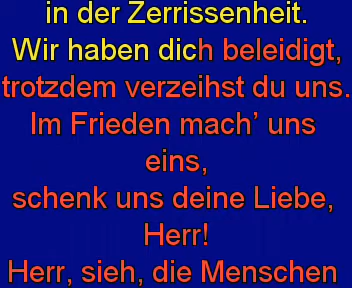 in der Zerrissenheit.
Wir haben dich beleidigt,
trotzdem verzeihst du uns.
Im Frieden mach’ uns
eins,
schenk uns deine Liebe,
Herr!
Herr, sieh, die Menschen